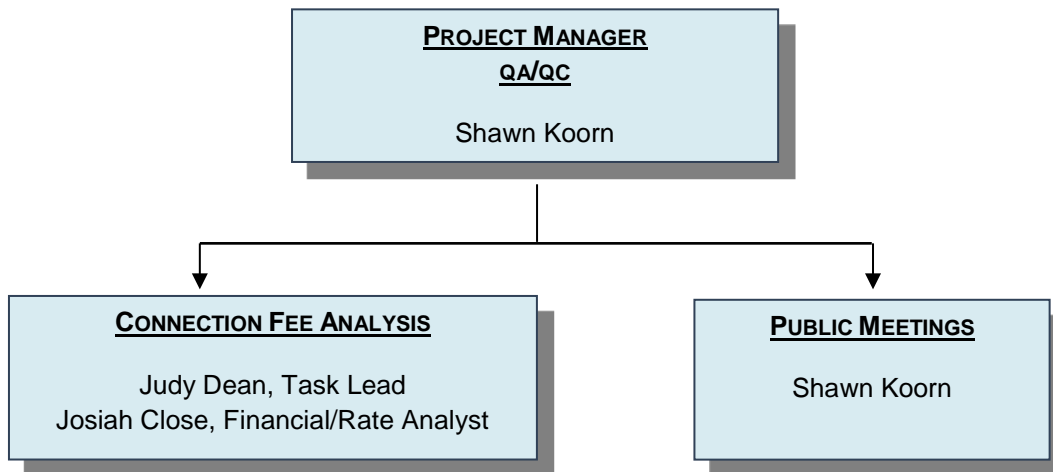 PROJECT MANAGER
QA/QC
Shawn Koorn
CONNECTION FEE ANALYSIS
Judy Dean, Task Lead
Josiah Close, Financial/Rate Analyst
PUBLIC MEETINGS
Shawn Koorn